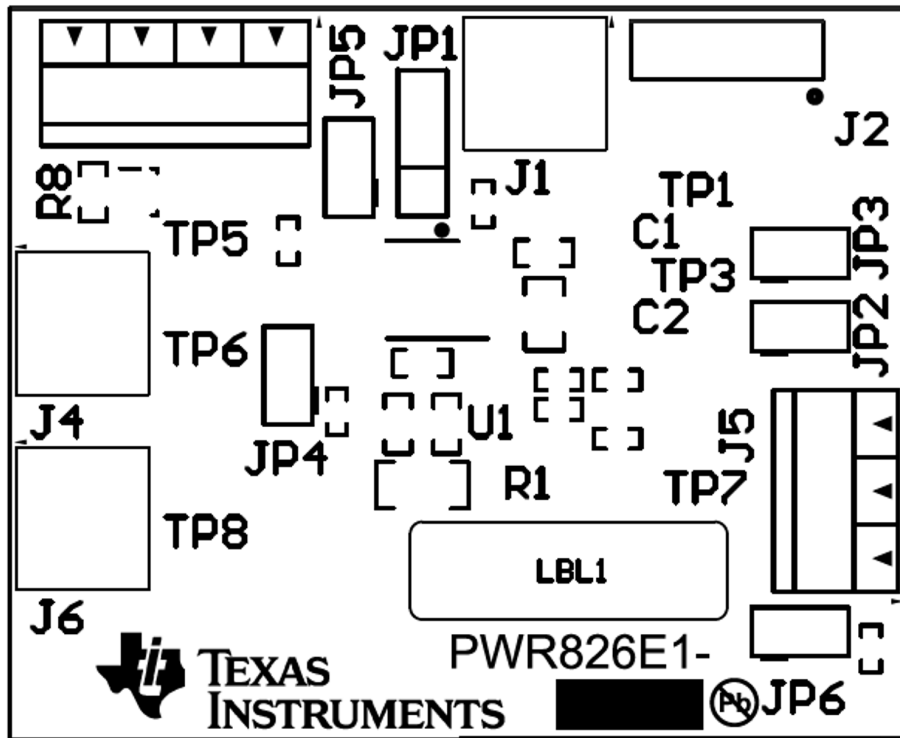 JP5
JP1
J2
R8
J1
TP1
JP3
TP5
C1
TP3
JP2
C2
TP6
J4
U1
J5
JP4
R1
TP7
TP8
LBL1
J6
PWR826E1-
TEXAS
INSTRUMENTS
Pb
JP6